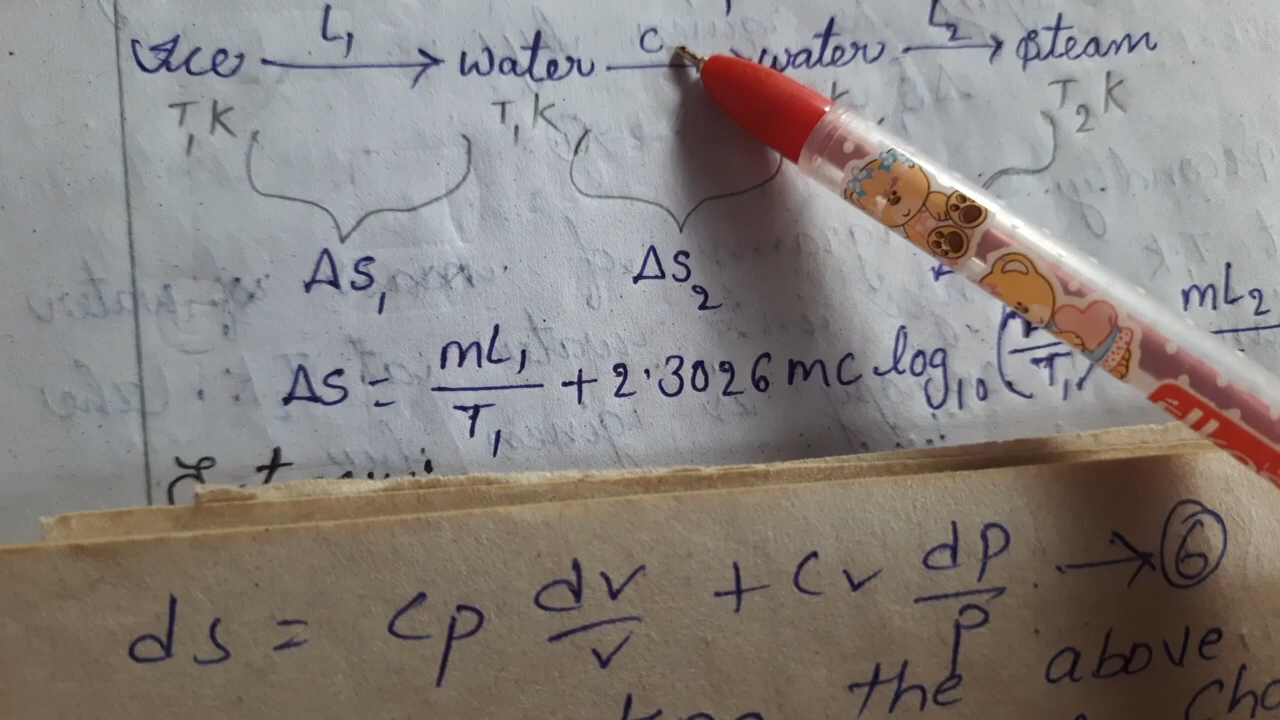 Ice L₁ → water c water L₂ → steam
T₁K T₁K T₂K
ΔS₁ ΔS₂
ΔS = mL₁/T₁ + 2.3026 mc log₁₀ ( /T₁ mL₂
ds = Cp dv/v + Cv dp/p → ⑥
the above